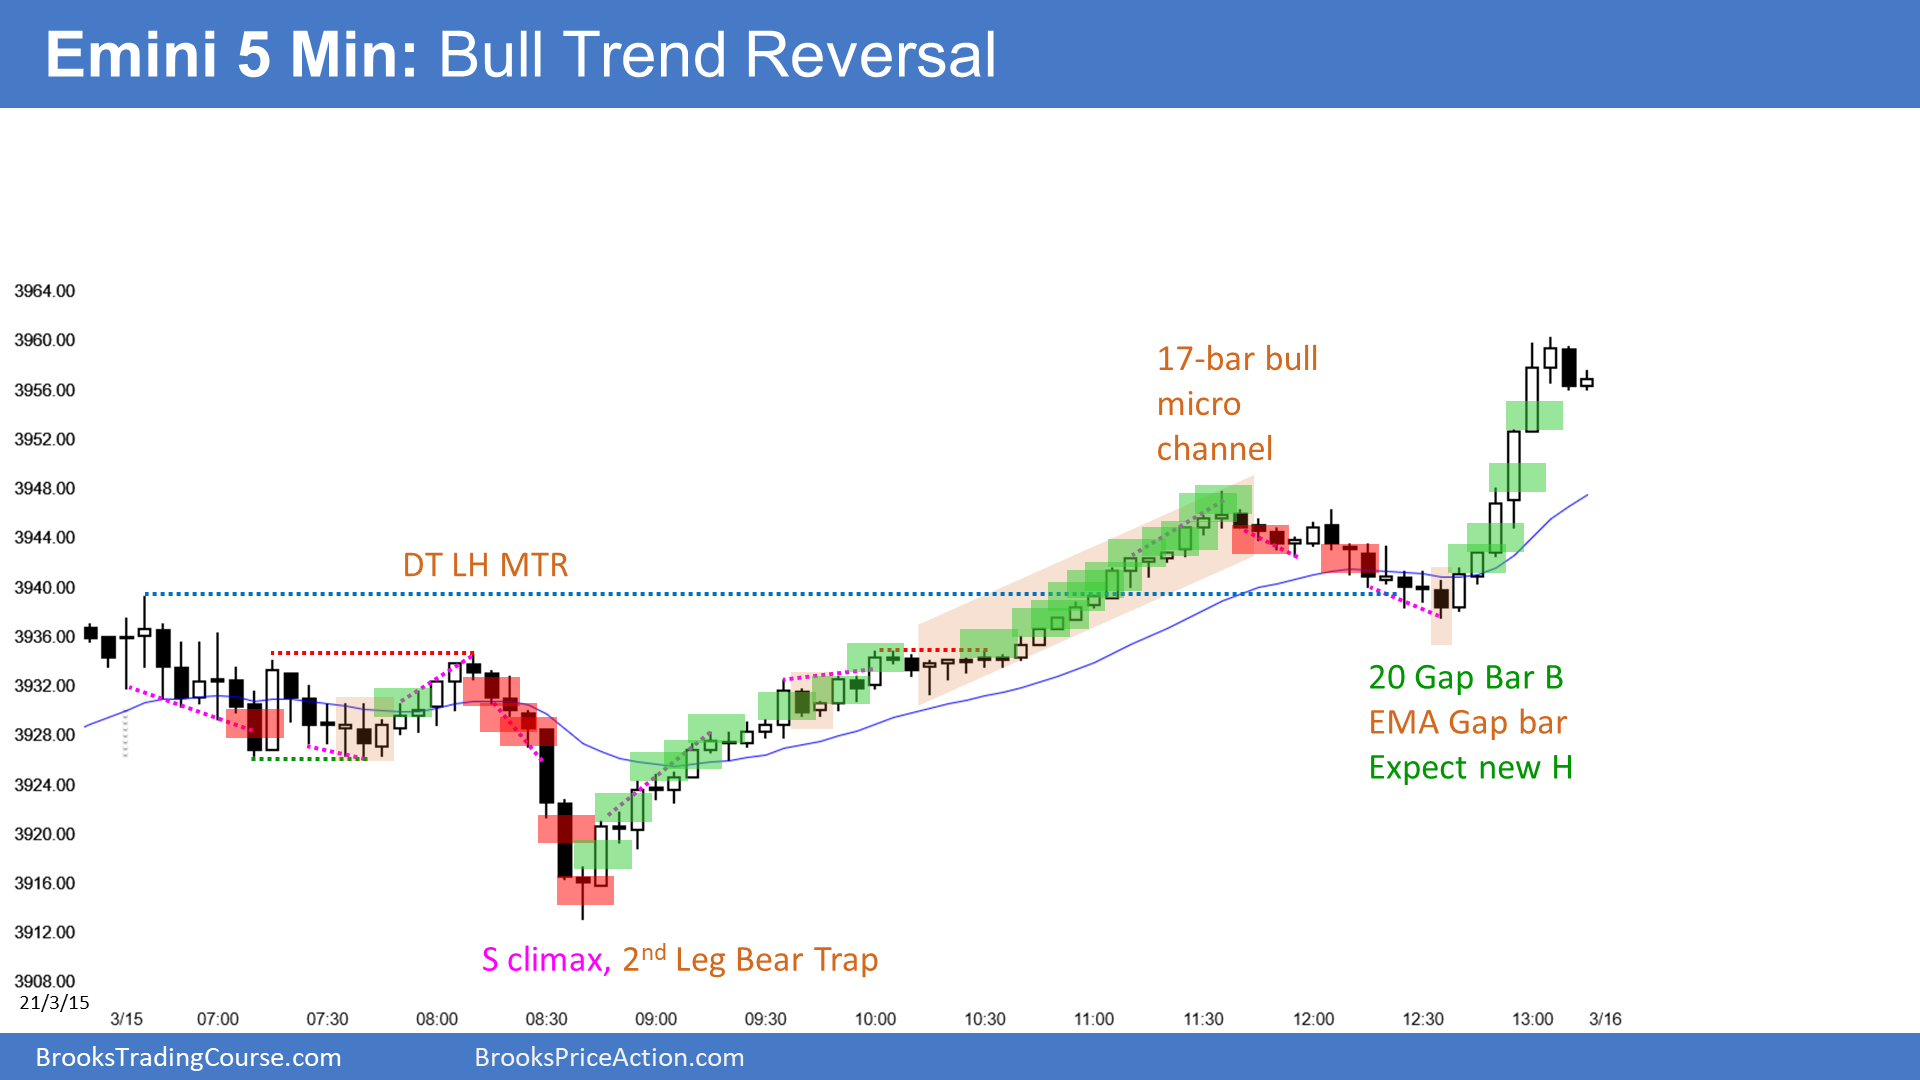 Emini 5 Min: Bull Trend Reversal
3964.00
3960.00
3956.00
3952.00
3948.00
3944.00
3940.00
3936.00
3932.00
3928.00
3924.00
3920.00
3916.00
3912.00
3908.00
17-bar bull
micro
channel
DT LH MTR
20 Gap Bar B
EMA Gap bar
Expect new H
S climax, 2nd Leg Bear Trap
21/3/15
3/15 07:00 07:30 08:00 08:30 09:00 09:30 10:00 10:30 11:00 11:30 12:00 12:30 13:00 3/16
BrooksTradingCourse.com BrooksPriceAction.com